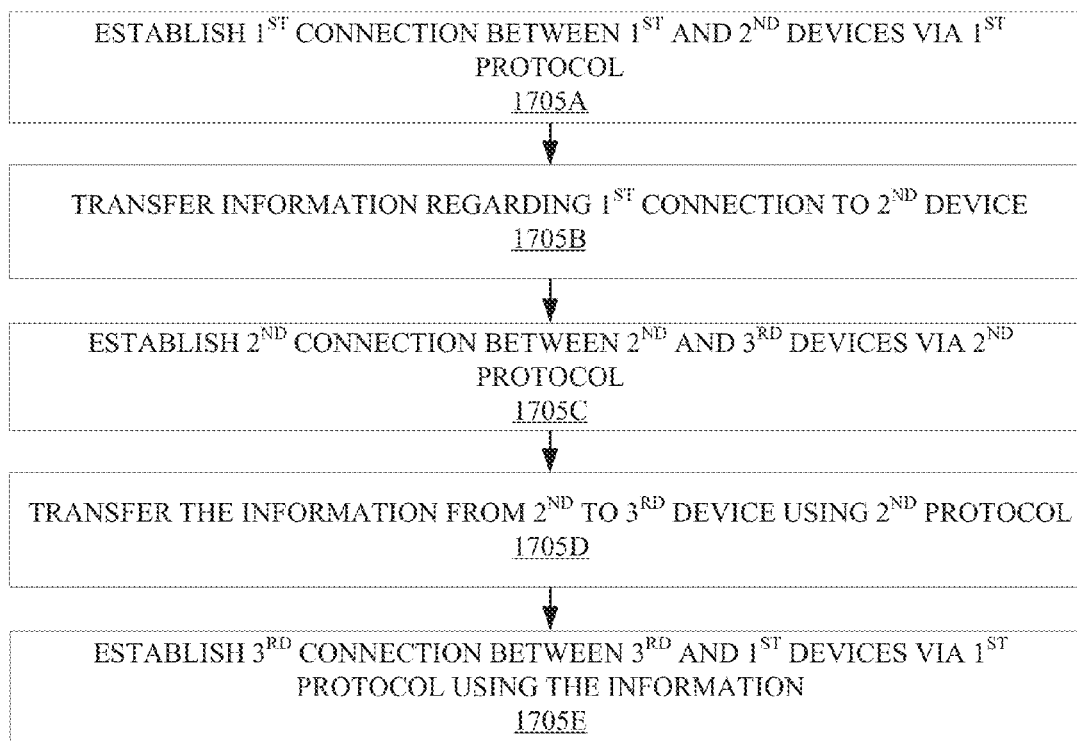 ESTABLISH 1ST CONNECTION BETWEEN 1ST AND 2ND DEVICES VIA 1ST
PROTOCOL
1705A
TRANSFER INFORMATION REGARDING 1ST CONNECTION TO 2ND DEVICE
1705B
ESTABLISH 2ND CONNECTION BETWEEN 2ND AND 3RD DEVICES VIA 2ND
PROTOCOL
1705C
TRANSFER THE INFORMATION FROM 2ND TO 3RD DEVICE USING 2ND PROTOCOL
1705D
ESTABLISH 3RD CONNECTION BETWEEN 3RD AND 1ST DEVICES VIA 1ST
PROTOCOL USING THE INFORMATION
1705E